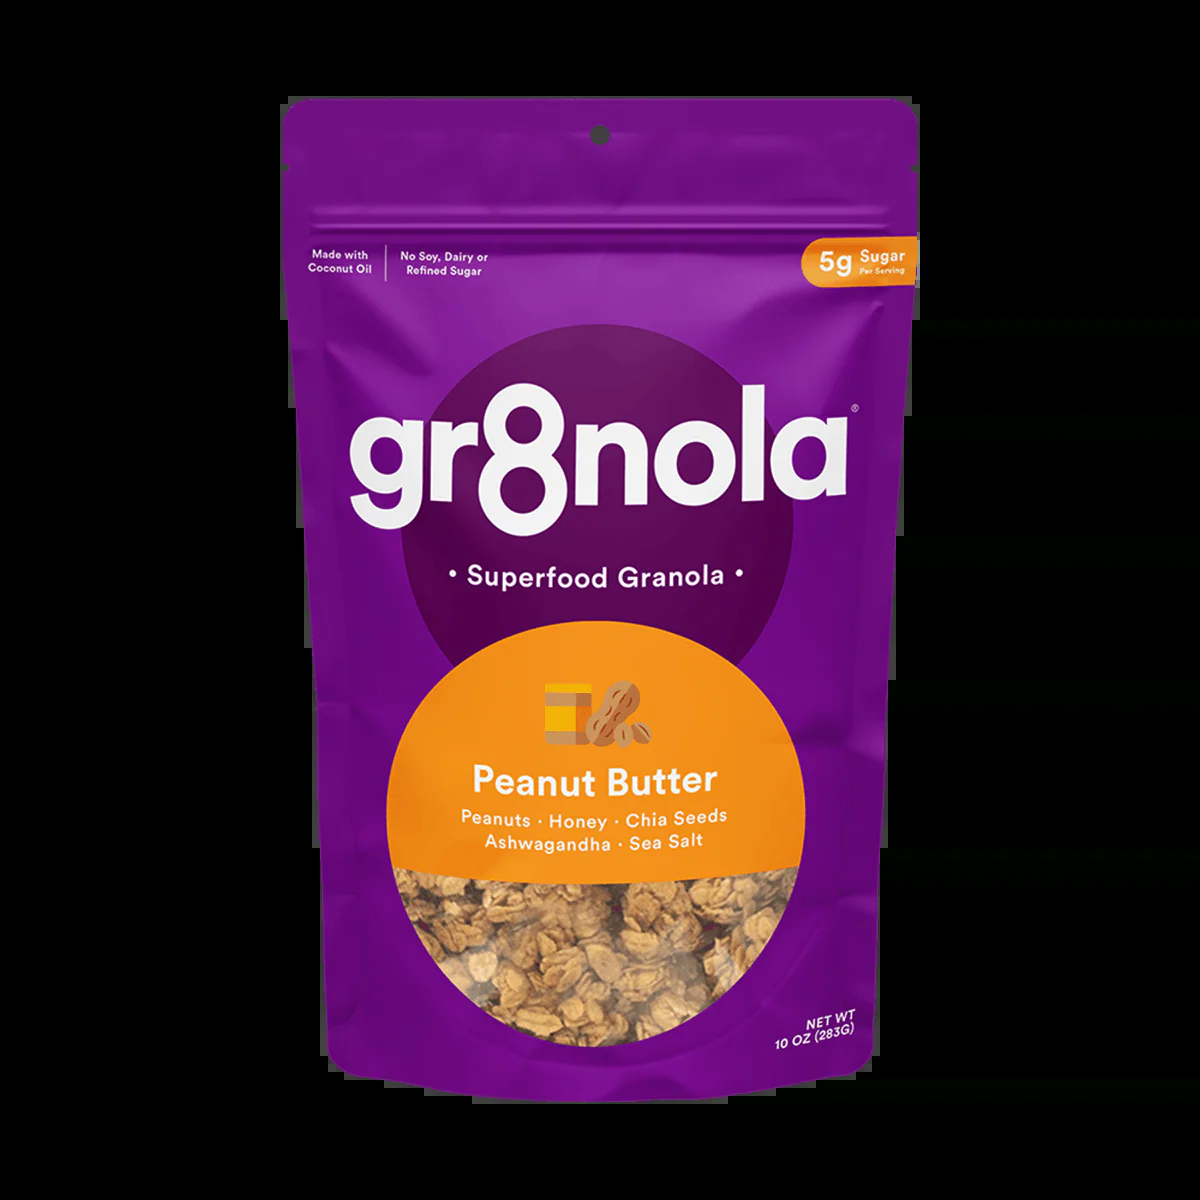 Made with
Coconut Oil
No Soy, Dairy or
Refined Sugar
5g Sugar
Per Serving
gr8nola®
• Superfood Granola •
Peanut Butter
Peanuts · Honey · Chia Seeds
Ashwagandha · Sea Salt
NET WT
10 OZ (283G)